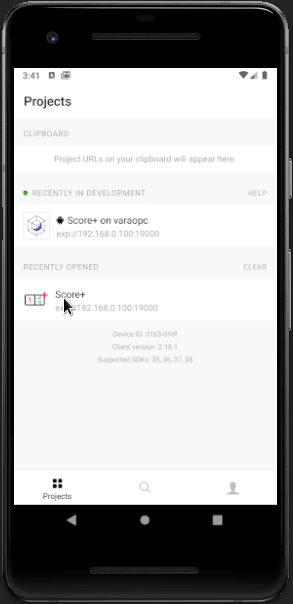 3:41
Projects
CLIPBOARD
Project URLs on your clipboard will appear here.
RECENTLY IN DEVELOPMENT HELP
Score+ on varaopc
exp://192.168.0.100:19000
RECENTLY OPENED CLEAR
Score+
192.168.0.100:19000
Device ID: 3163-d1df
Client version: 2.16.1
Supported SDKs: 35, 36, 37, 38
Projects